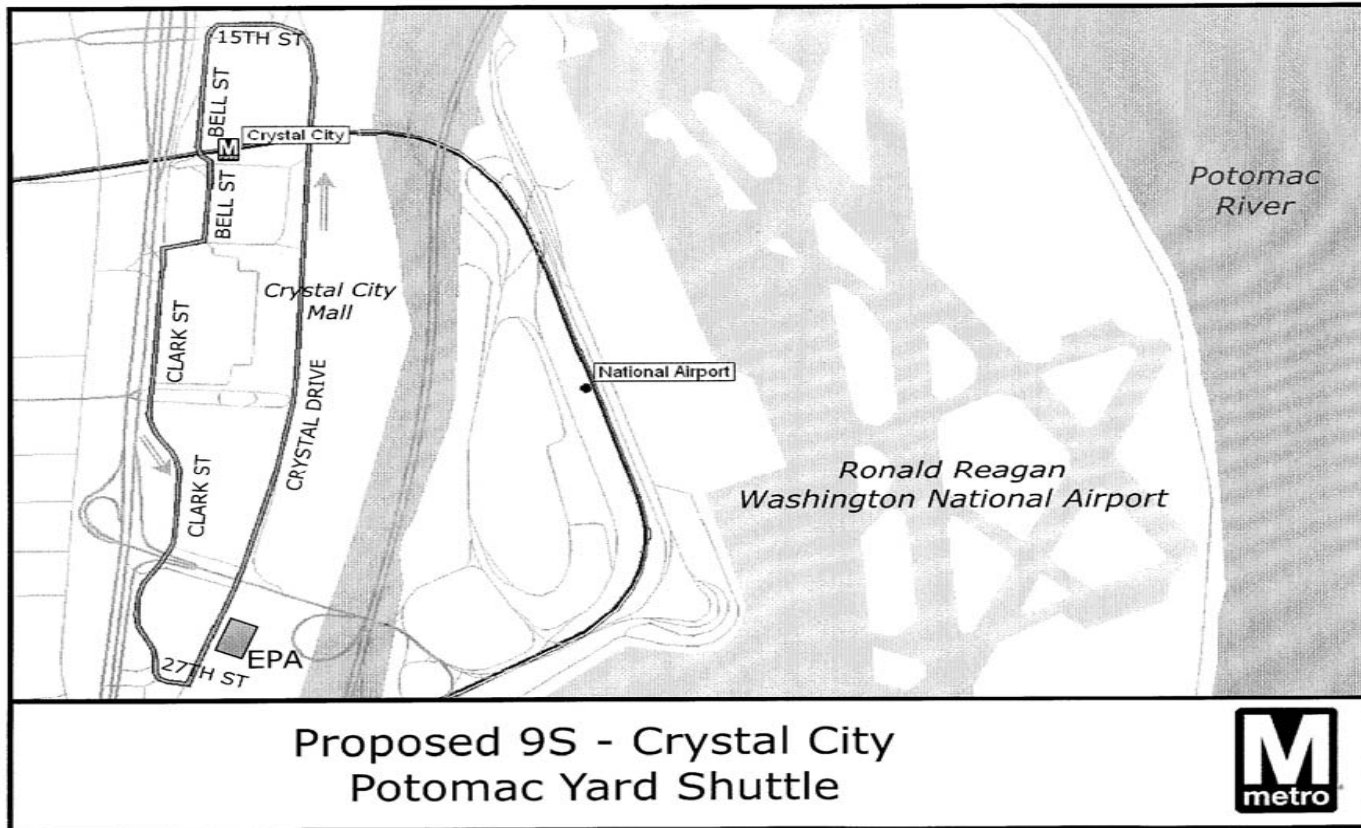 15TH ST
BELL ST
M
Crystal City
BELL ST
Potomac
River
Crystal City
Mall
CLARK ST
National Airport
CRYSTAL DRIVE
Ronald Reagan
Washington National Airport
CLARK ST
EPA
27TH ST
Proposed 9S - Crystal City
Potomac Yard Shuttle
M
metro